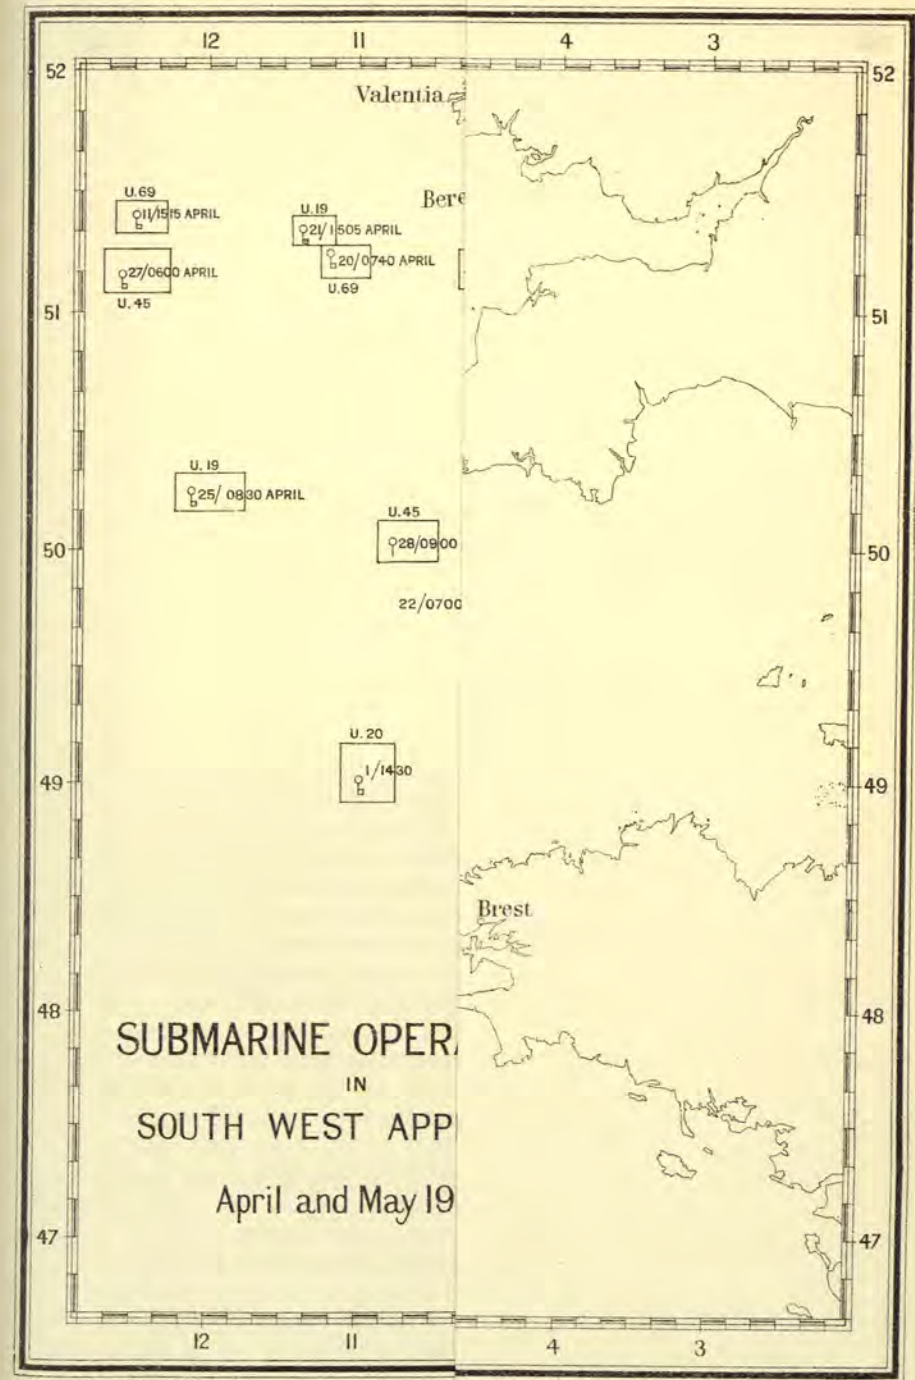 12 11 4 3
52 52
Valentia
U.69
11/1515 APRIL
Bere
U.19
21/1505 APRIL
20/0740 APRIL
U.69
27/0600 APRIL
U.45
51 51
U.19
25/0830 APRIL
U.45
28/0900
50 50
22/0700
U.20
1/1430
49 49
Brest
48 48
SUBMARINE OPERA
IN
SOUTH WEST APP
April and May 19
47 47
12 11 4 3